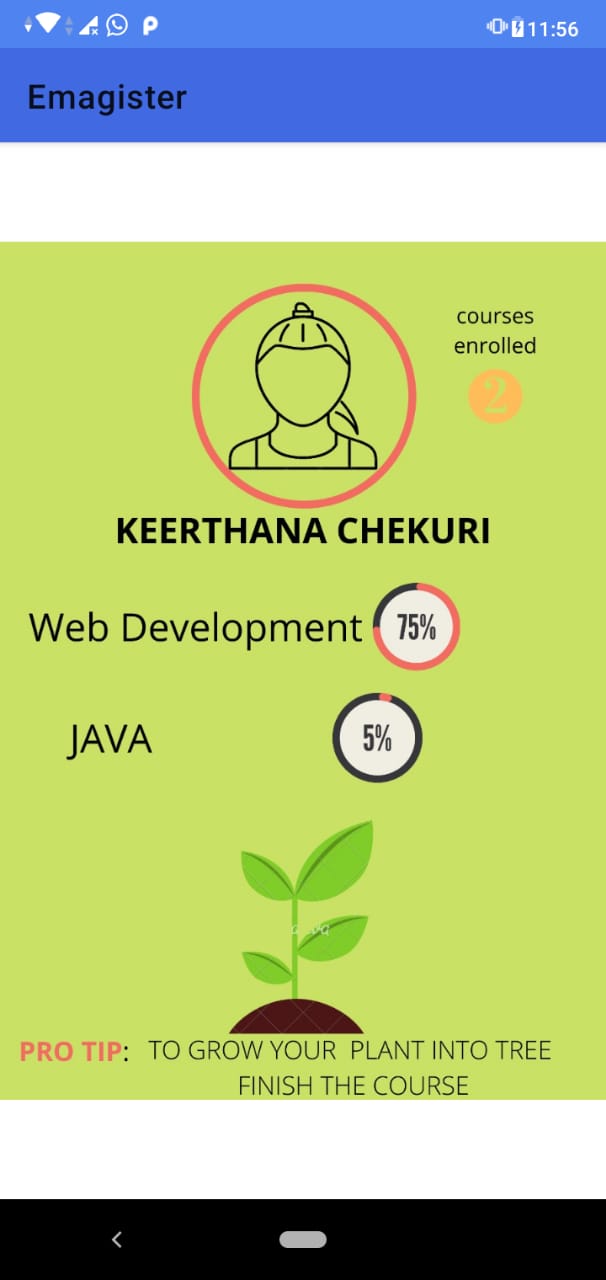 11:56
Emagister
courses
enrolled
2
KEERTHANA CHEKURI
Web Development
75%
JAVA
5%
PRO TIP: TO GROW YOUR PLANT INTO TREE
FINISH THE COURSE